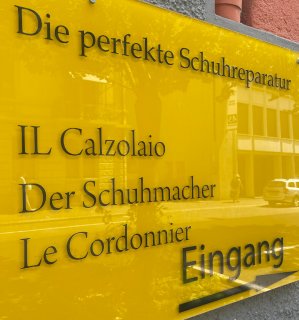 Die perfekte Schuhreparatur
IL Calzolaio
Der Schuhmacher
Le Cordonnier
Eingang